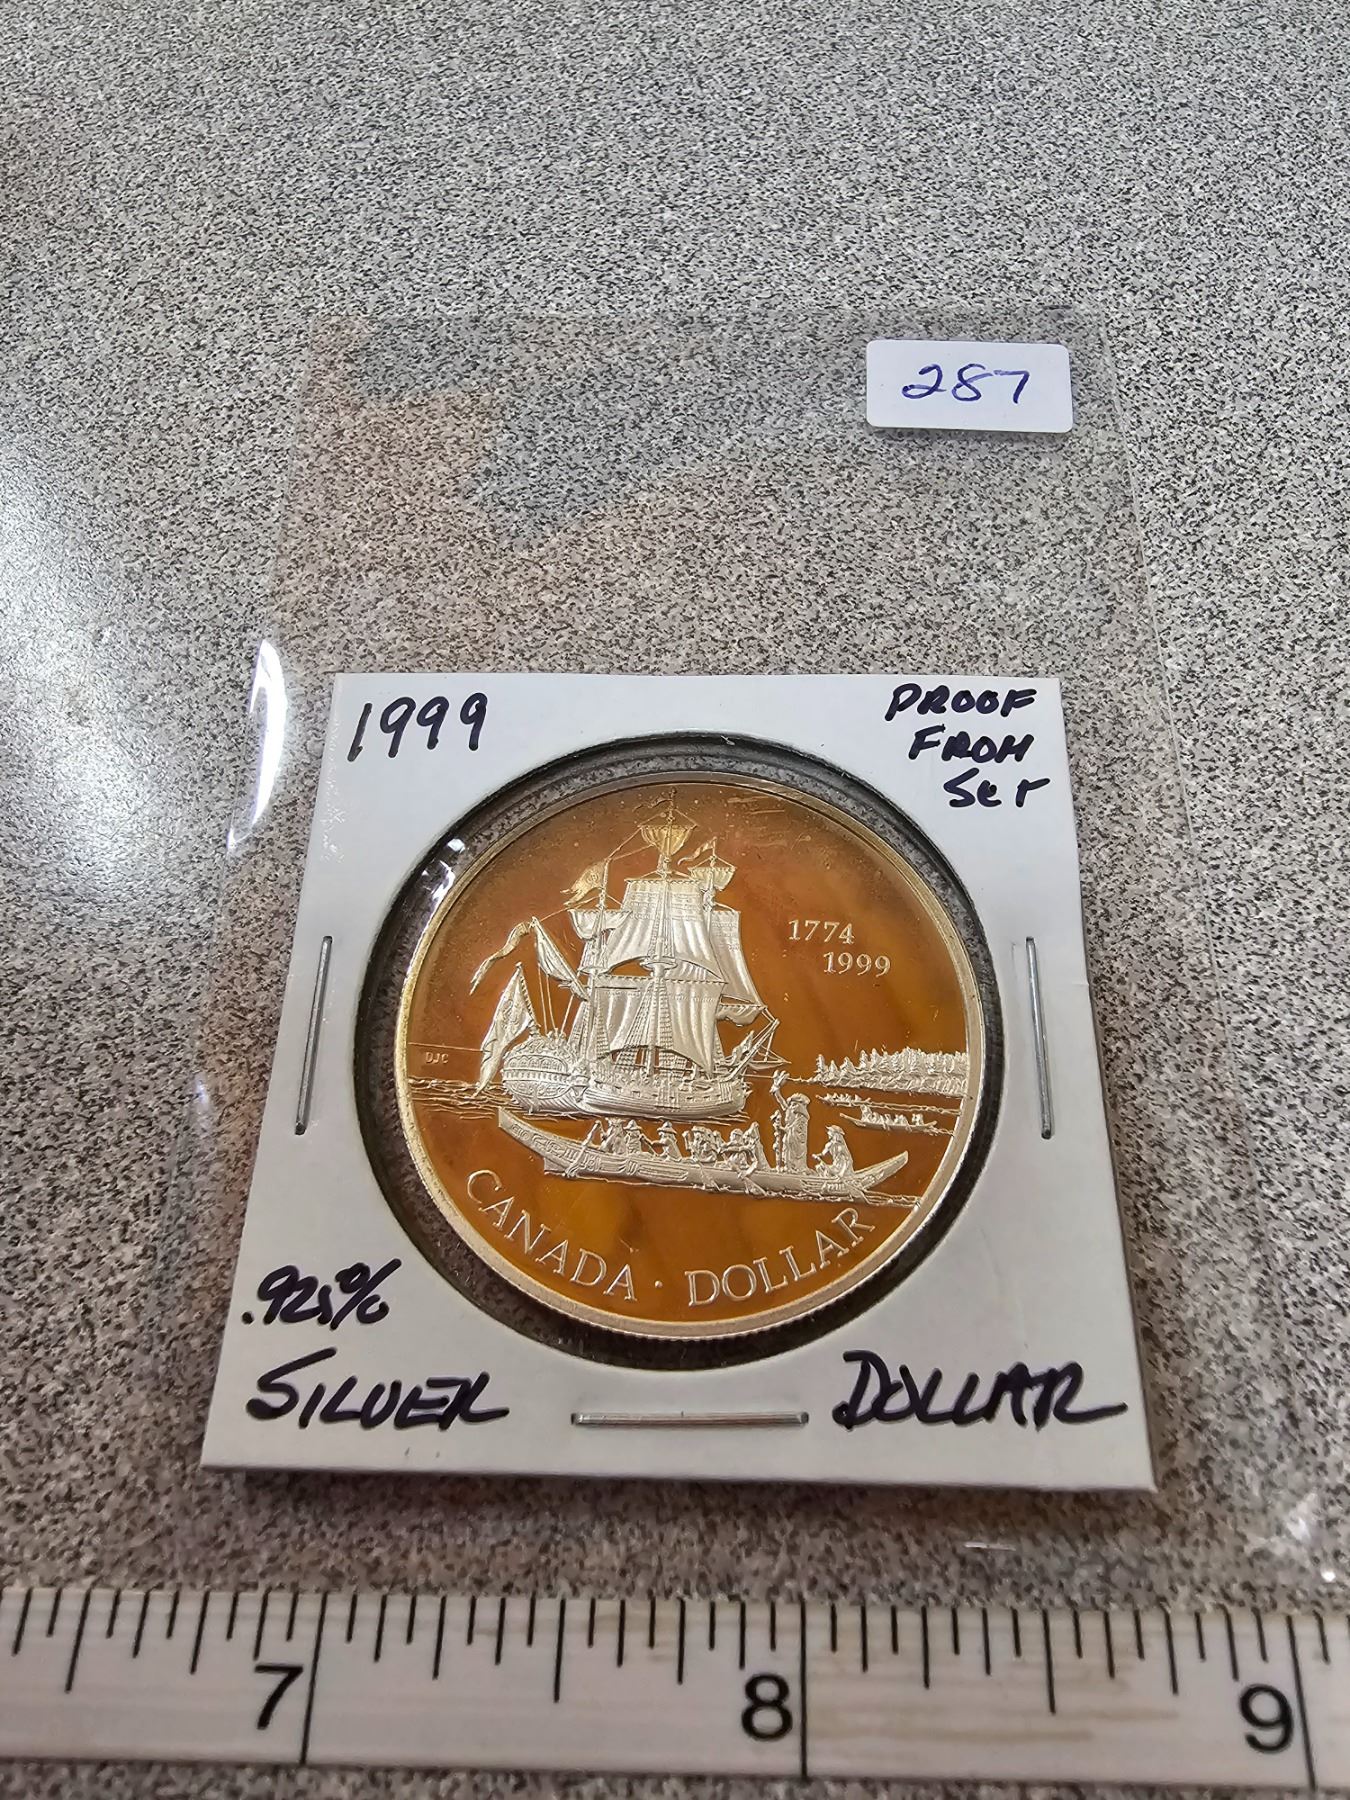 287
1999
PROOF
FROM
Set
1774
1999
DJC
CANADA · DOLLAR
.925%
SILVER
DOLLAR
7 8 9